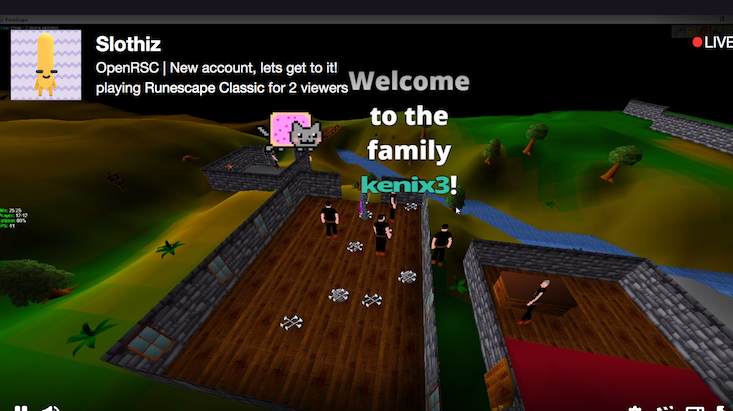 Slothiz
LIVE
OpenRSC | New account, lets get to it!
playing Runescape Classic for 2 viewers
Welcome
to the
family
kenix3!